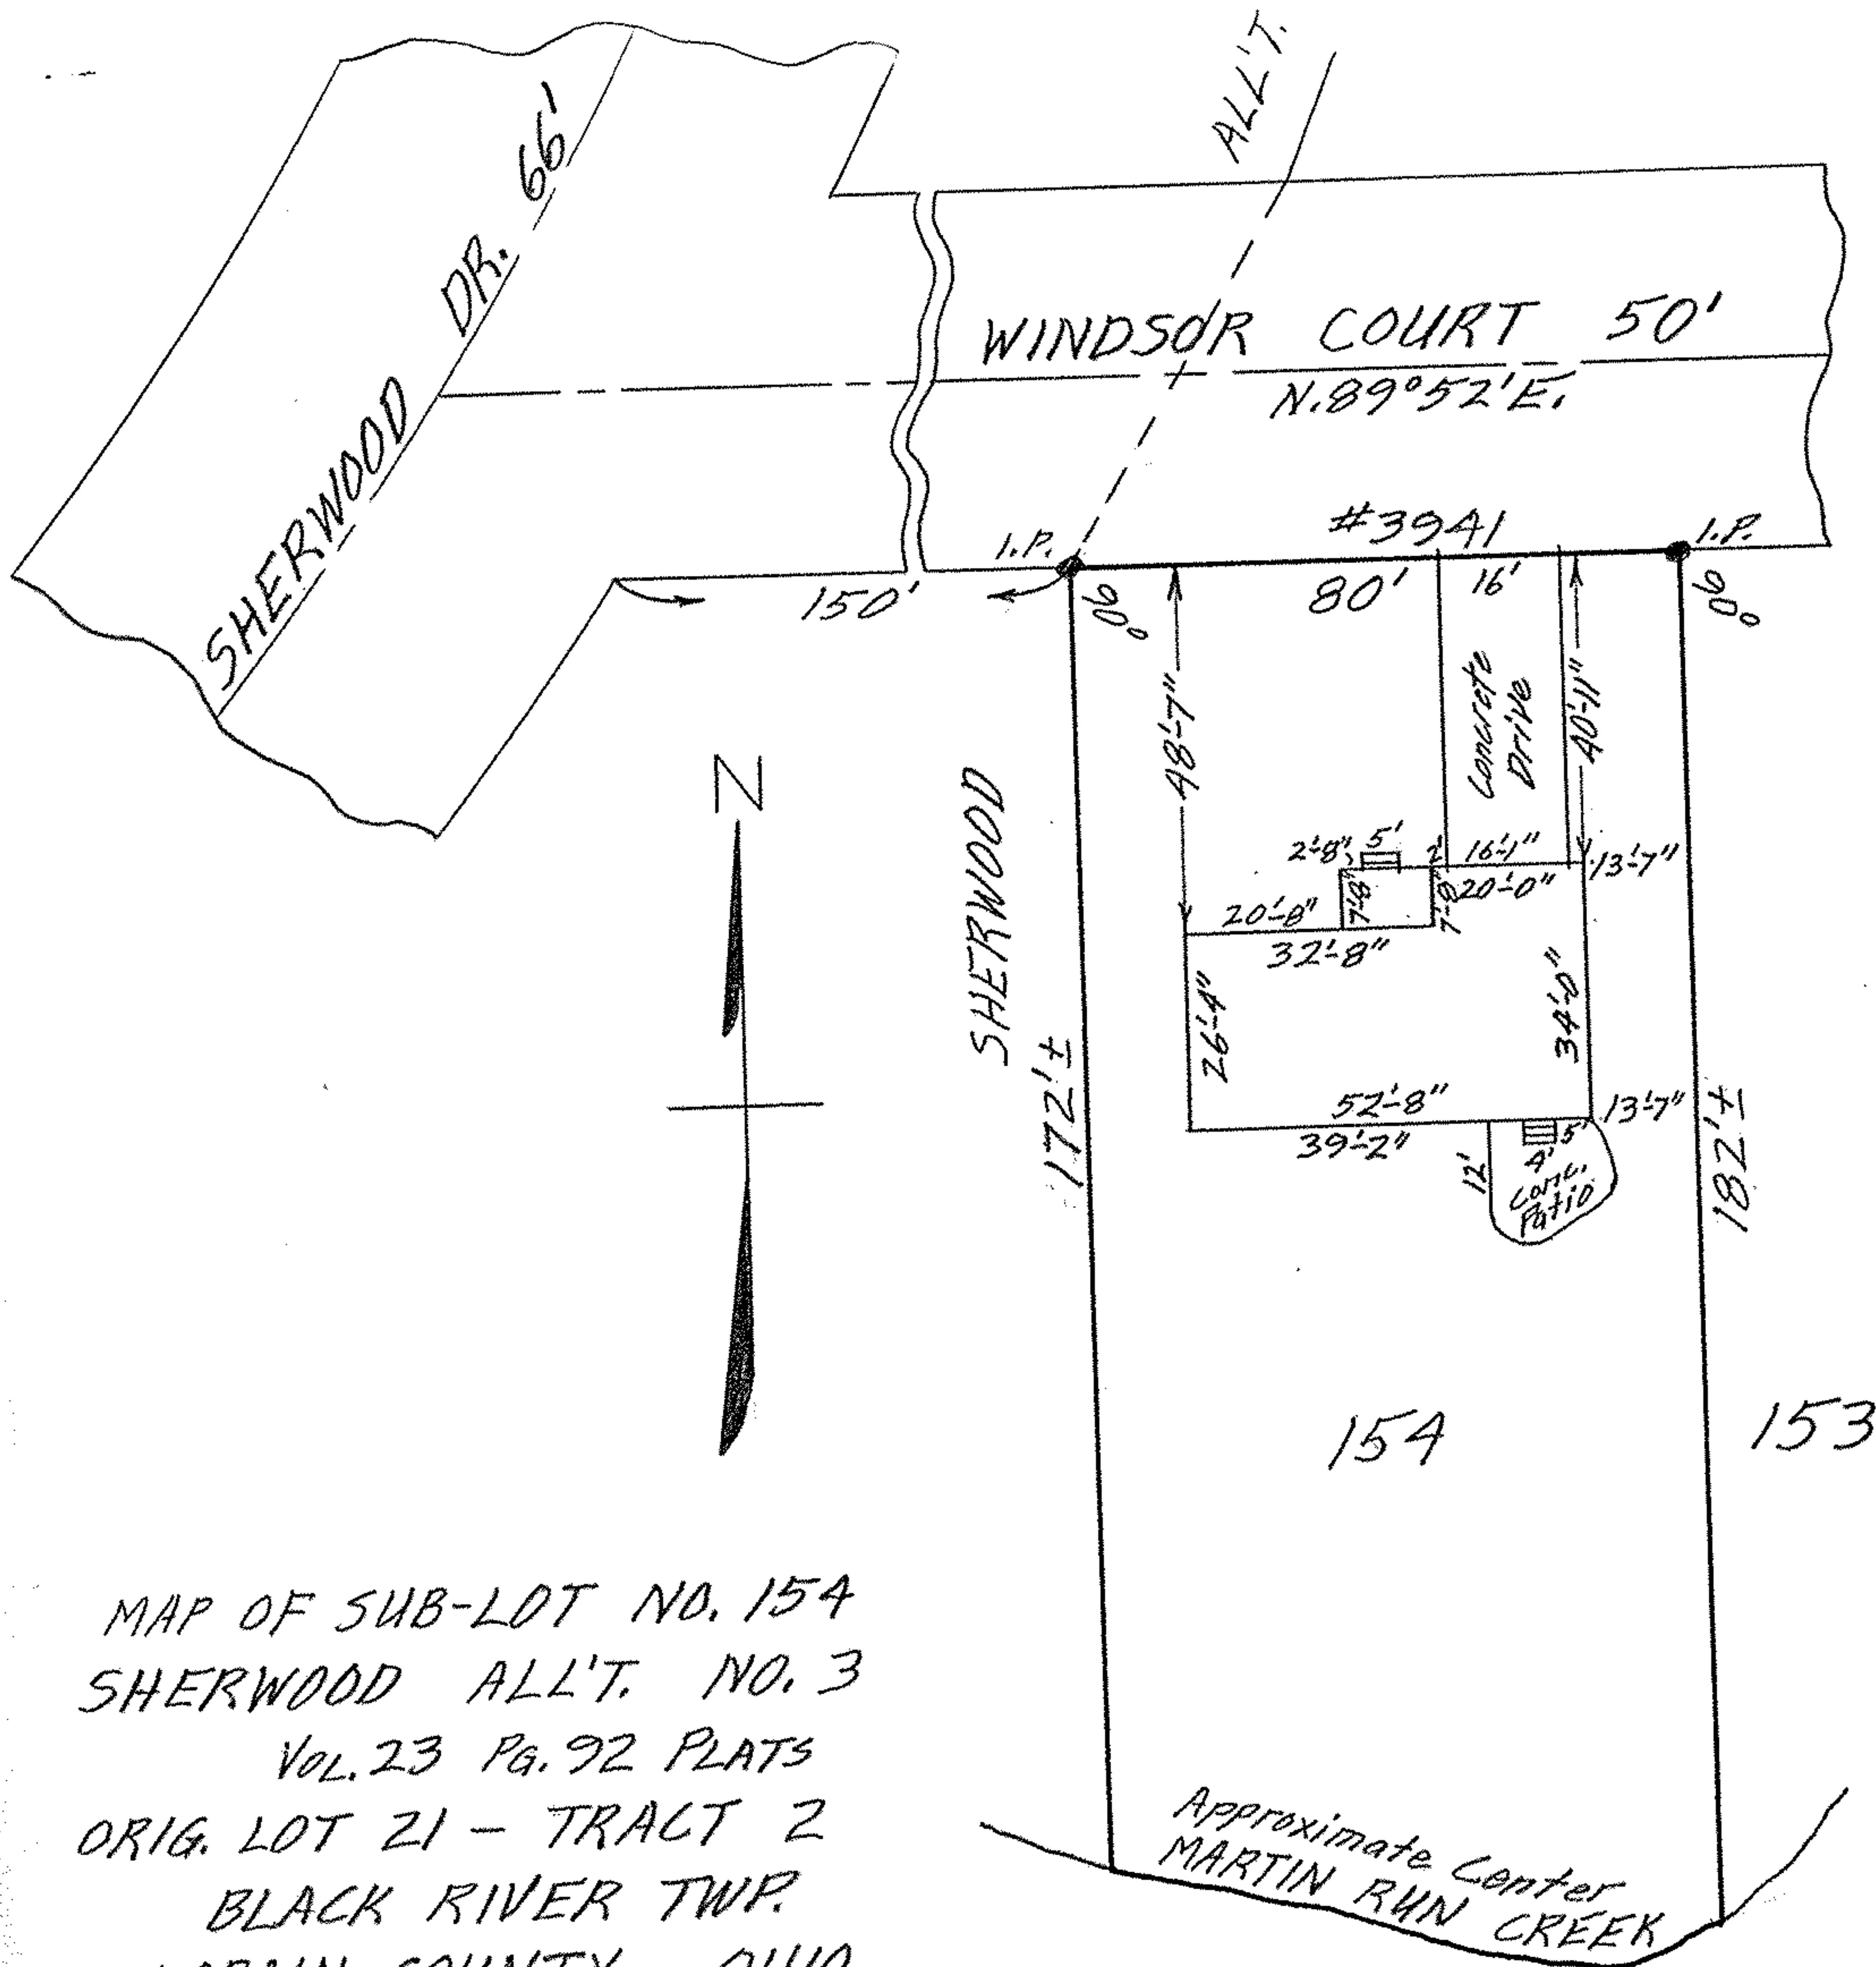 ALL'T.
SHERWOOD DR. 66'
WINDSOR COURT 50'
N.89°52'E.
#3941
I.P.
I.P.
150'
80'
16'
90°
90°
Concrete
Drive
48'-7"
40'-11"
N
SHERWOOD
2'-8"
5'
2'
16'-1"
13'-7"
20'-8"
7'-8"
7'-8"
20'-0"
32'-8"
26'-4"
34'-0"
172'±
52'-8"
13'-7"
39'-2"
12'
5'
4'
Conc.
Patio
182'±
154
153
MAP OF SUB-LOT NO. 154
SHERWOOD ALL'T. NO. 3
VOL. 23 PG. 92 PLATS
ORIG. LOT 21 - TRACT 2
BLACK RIVER TWP.
LORAIN COUNTY, OHIO
Approximate Center
MARTIN RUN CREEK